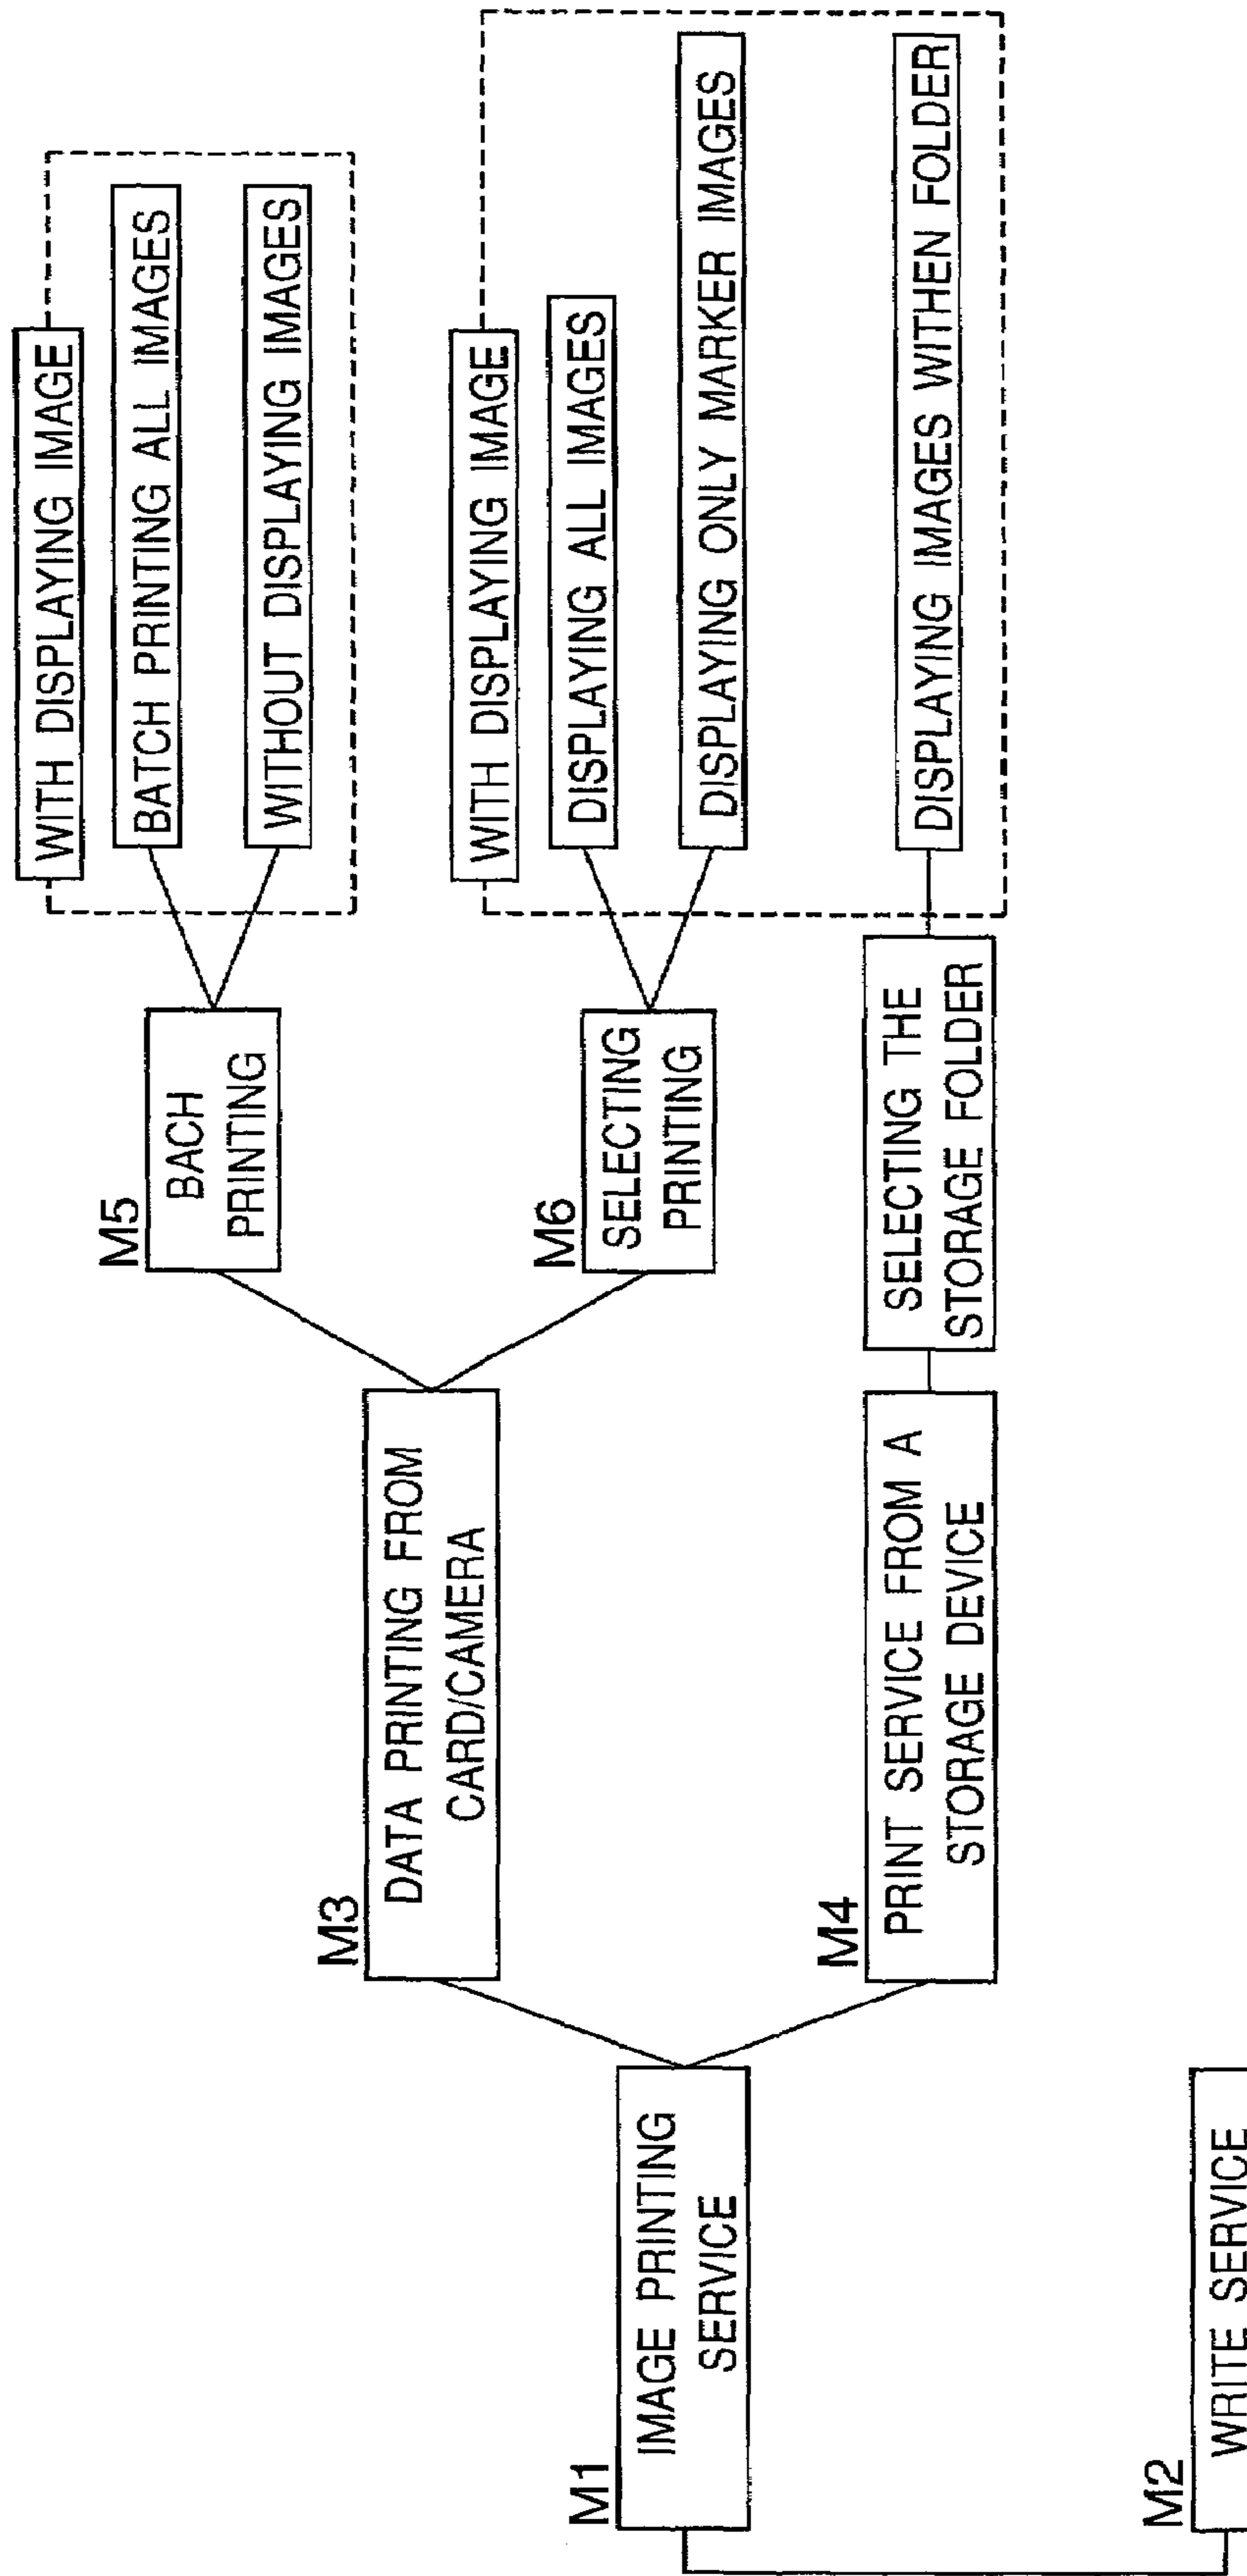 M1
IMAGE PRINTING
SERVICE
M2
WRITE SERVICE
M3
DATA PRINTING FROM
CARD/CAMERA
M4
PRINT SERVICE FROM A
STORAGE DEVICE
M5
BACH
PRINTING
M6
SELECTING
PRINTING
SELECTING THE
STORAGE FOLDER
WITH DISPLAYING IMAGE
BATCH PRINTING ALL IMAGES
WITHOUT DISPLAYING IMAGES
WITH DISPLAYING IMAGE
DISPLAYING ALL IMAGES
DISPLAYING ONLY MARKER IMAGES
DISPLAYING IMAGES WITHEN FOLDER